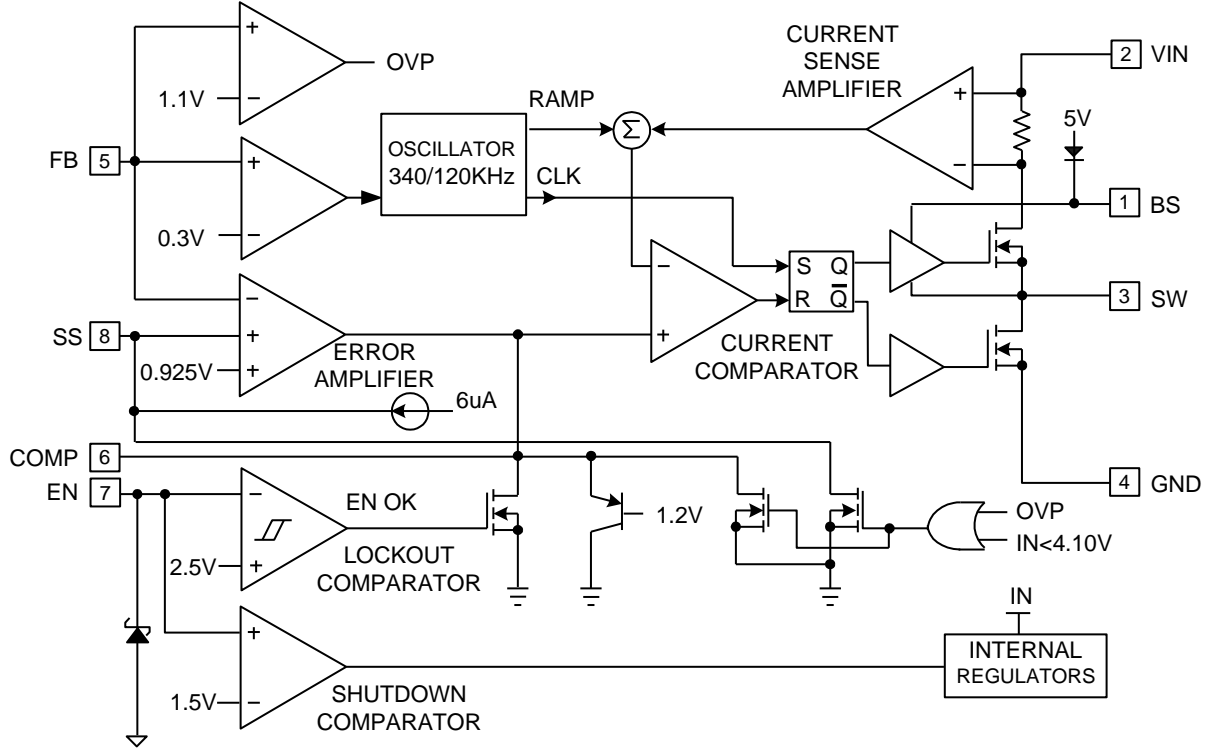 +
OVP
1.1V
−
CURRENT
SENSE
AMPLIFIER
+
−
2 VIN
5V
RAMP
Σ
FB 5
+
0.3V
−
OSCILLATOR
340/120KHz
CLK
1 BS
−
+
S Q
R Q̅
CURRENT
COMPARATOR
3 SW
SS 8
−
+
0.925V
+
ERROR
AMPLIFIER
6uA
COMP 6
EN 7
−
2.5V
+
EN OK
LOCKOUT
COMPARATOR
1.2V
4 GND
OVP
IN<4.10V
+
1.5V
−
SHUTDOWN
COMPARATOR
IN
INTERNAL
REGULATORS